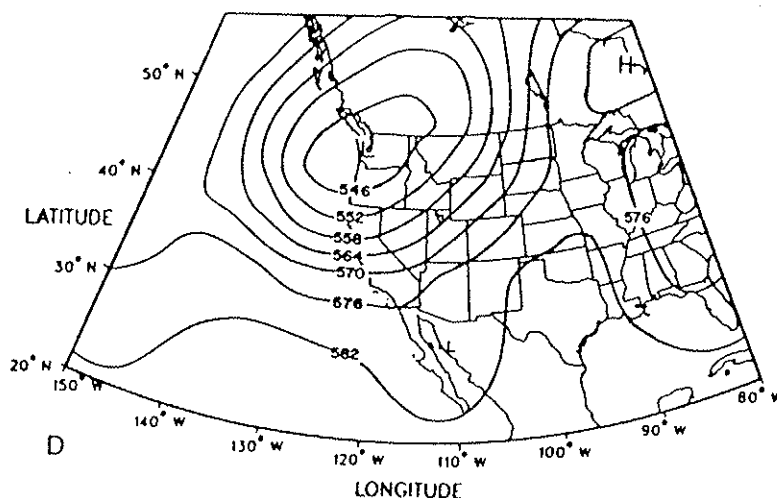 50° N
H
40° N
L
546
552
LATITUDE
576
558
564
30° N
570
576
582
20° N
150° W
80° W
140° W
90° W
D
130° W
100° W
120° W
110° W
LONGITUDE